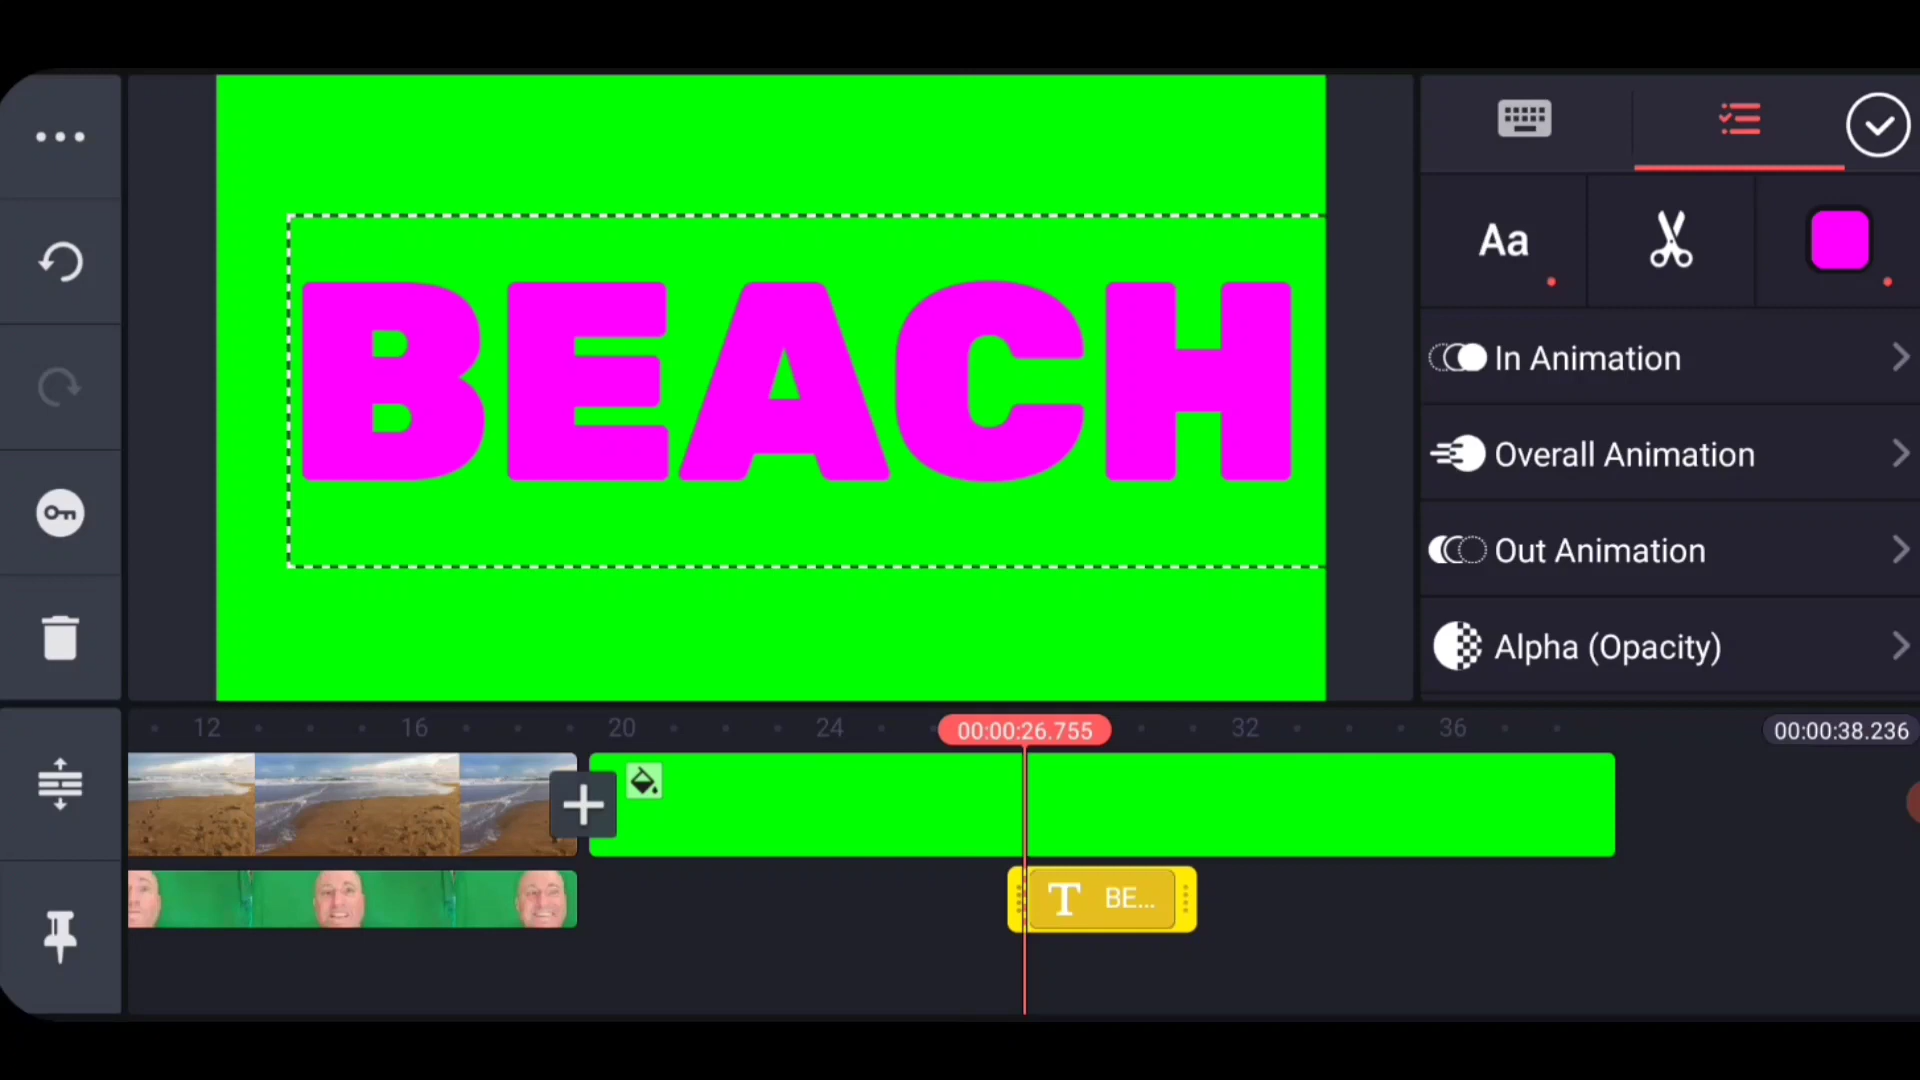 BEACH
Aa
In Animation
Overall Animation
Out Animation
Alpha (Opacity)
12
16
20
24
00:00:26.755
32
36
00:00:38.236
T BE...